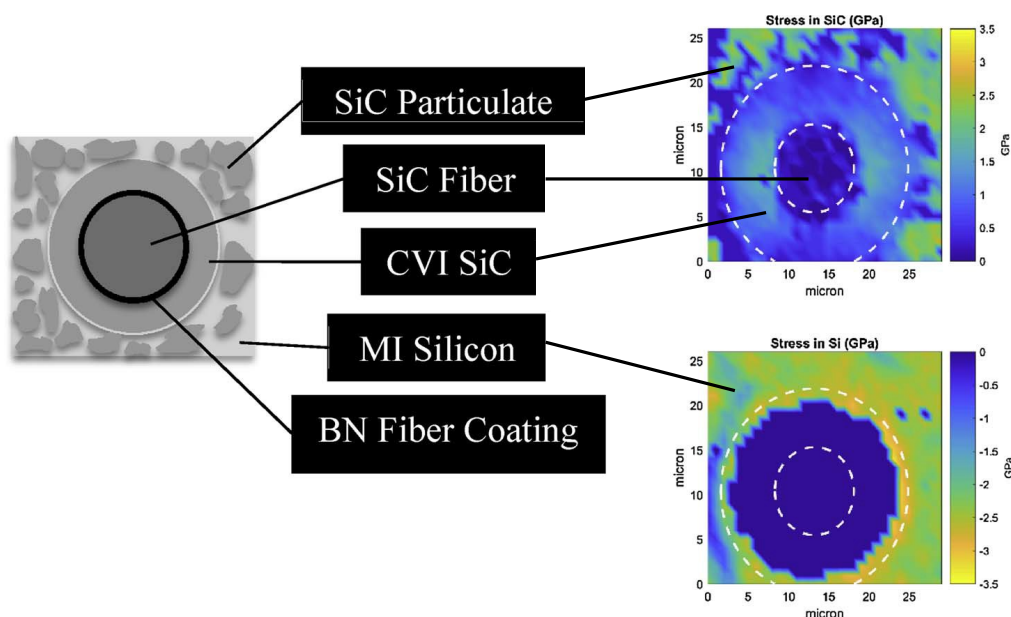 SiC Particulate
SiC Fiber
CVI SiC
MI Silicon
BN Fiber Coating
Stress in SiC (GPa)
25
20
15
10
5
0
micron
0 5 10 15 20 25
micron
3.5
3
2.5
2
1.5
1
0.5
0
GPa
Stress in Si (GPa)
25
20
15
10
5
0
micron
0 5 10 15 20 25
micron
0
-0.5
-1
-1.5
-2
-2.5
-3
-3.5
GPa